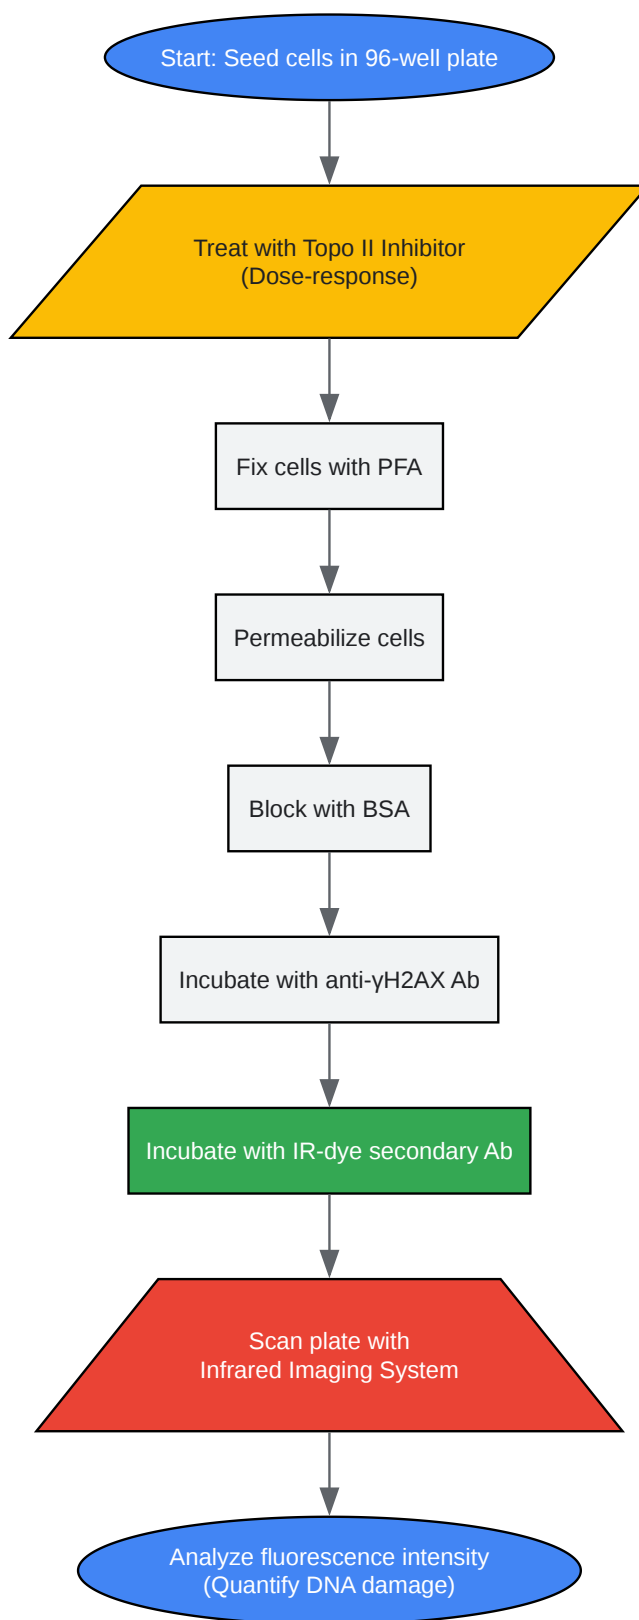 Start: Seed cells in 96-well plate
Treat with Topo II Inhibitor
(Dose-response)
Fix cells with PFA
Permeabilize cells
Block with BSA
Incubate with anti-γH2AX Ab
Incubate with IR-dye secondary Ab
Scan plate with
Infrared Imaging System
Analyze fluorescence intensity
(Quantify DNA damage)